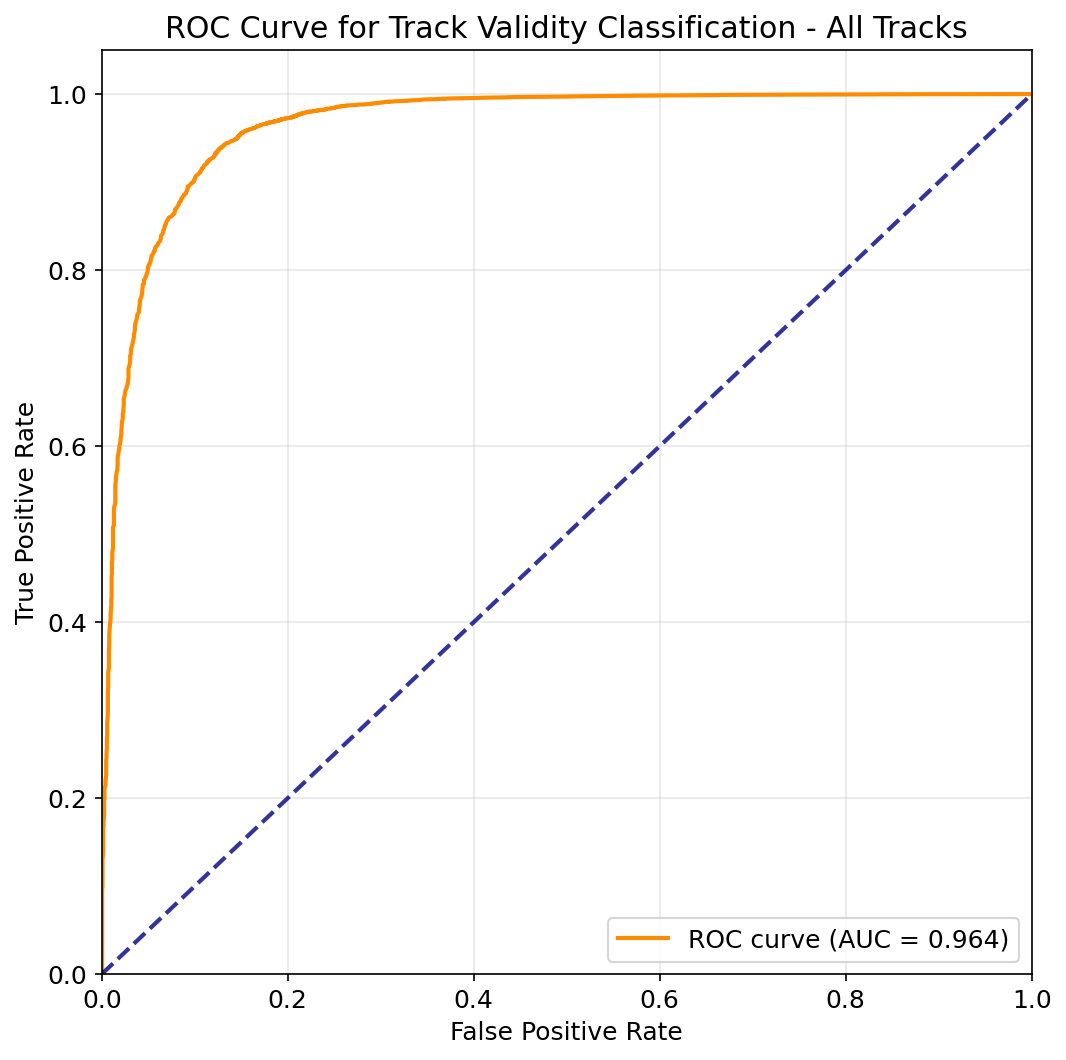 ROC Curve for Track Validity Classification - All Tracks
True Positive Rate
1.0
0.8
0.6
0.4
0.2
0.0
ROC curve (AUC = 0.964)
0.0 0.2 0.4 0.6 0.8 1.0
False Positive Rate